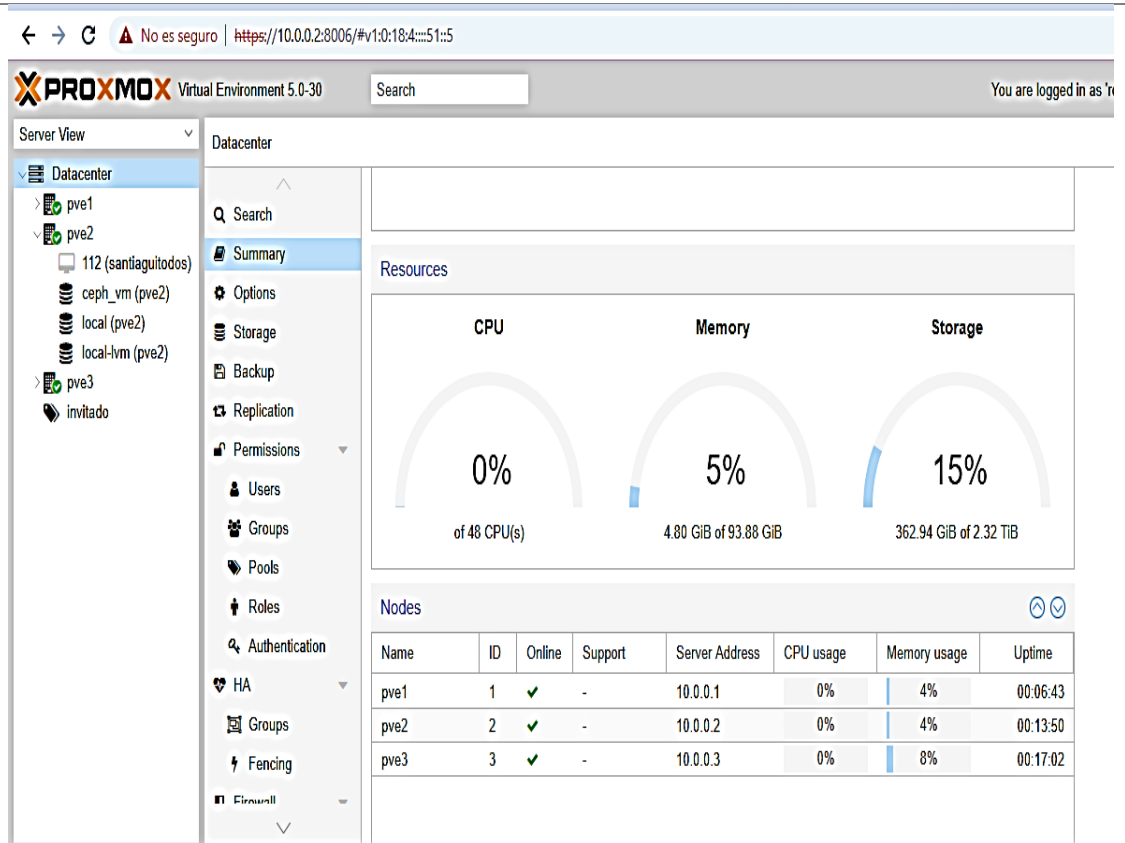 No es seguro https://10.0.0.2:8006/#v1:0:18:4::::51::5
PROXMOX Virtual Environment 5.0-30 Search You are logged in as 'r
Server View
Datacenter
pve1
pve2
112 (santiaguitodos)
ceph_vm (pve2)
local (pve2)
local-lvm (pve2)
pve3
invitado
Datacenter
Search
Summary
Options
Storage
Backup
Replication
Permissions
Users
Groups
Pools
Roles
Authentication
HA
Groups
Fencing
Firewall
Resources
CPU Memory Storage
0% 5% 15%
of 48 CPU(s) 4.80 GiB of 93.88 GiB 362.94 GiB of 2.32 TiB
Nodes
Name ID Online Support Server Address CPU usage Memory usage Uptime
pve1 1 - 10.0.0.1 0% 4% 00:06:43
pve2 2 - 10.0.0.2 0% 4% 00:13:50
pve3 3 - 10.0.0.3 0% 8% 00:17:02